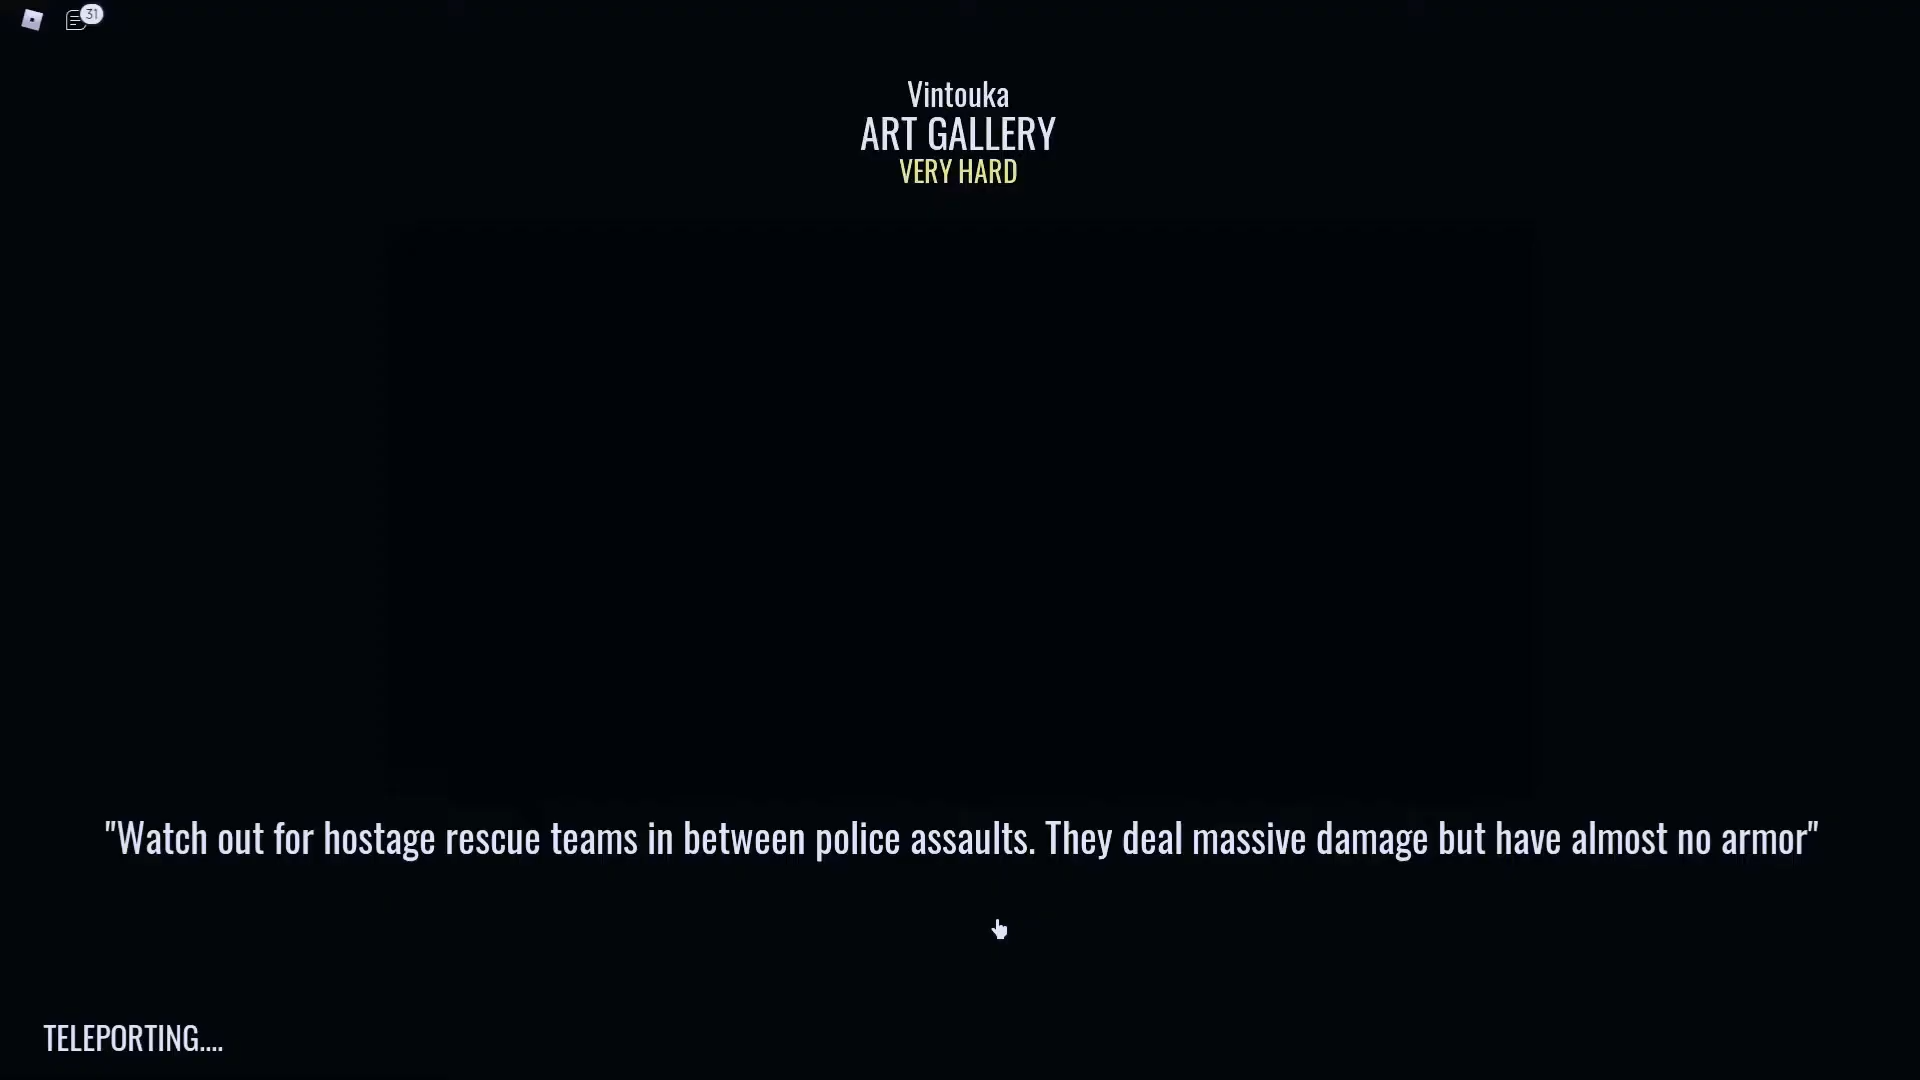 31
Vintouka
ART GALLERY
VERY HARD
"Watch out for hostage rescue teams in between police assaults. They deal massive damage but have almost no armor"
TELEPORTING....